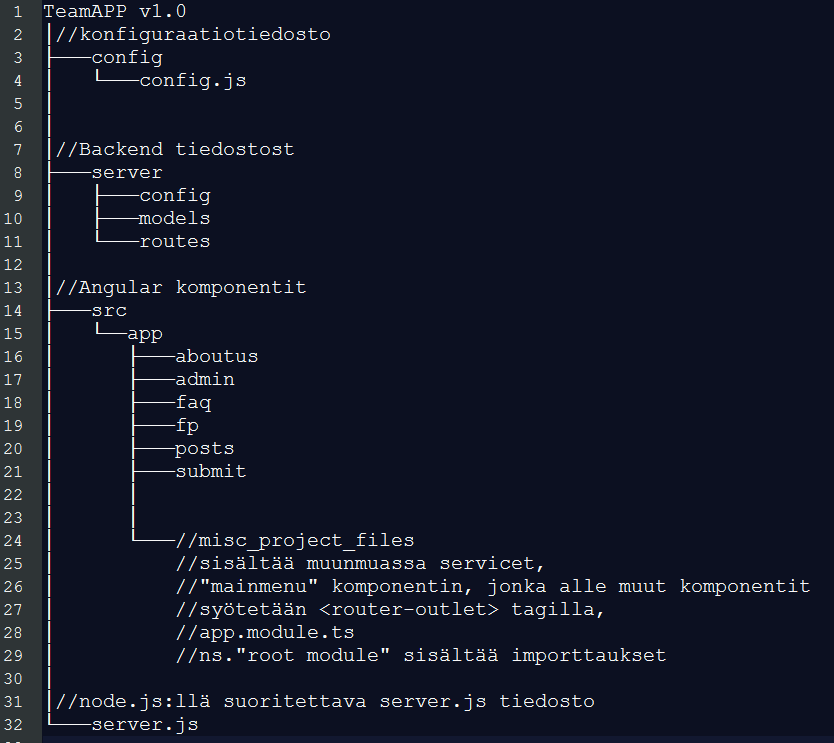 1 TeamAPP v1.0
2 │//konfiguraatiotiedosto
3 ├───config
4 │   └───config.js
5 │
6 │
7 │//Backend tiedostost
8 ├───server
9 │   ├───config
10 │   ├───models
11 │   └───routes
12 │
13 │//Angular komponentit
14 ├───src
15 │   └──app
16 │      ├───aboutus
17 │      ├───admin
18 │      ├───faq
19 │      ├───fp
20 │      ├───posts
21 │      ├───submit
22 │      │
23 │      │
24 │      └───//misc_project_files
25 │          //sisältää muunmuassa servicet,
26 │          //"mainmenu" komponentin, jonka alle muut komponentit
27 │          //syötetään <router-outlet> tagilla,
28 │          //app.module.ts
29 │          //ns."root module" sisältää importtaukset
30 │
31 │//node.js:llä suoritettava server.js tiedosto
32 └───server.js